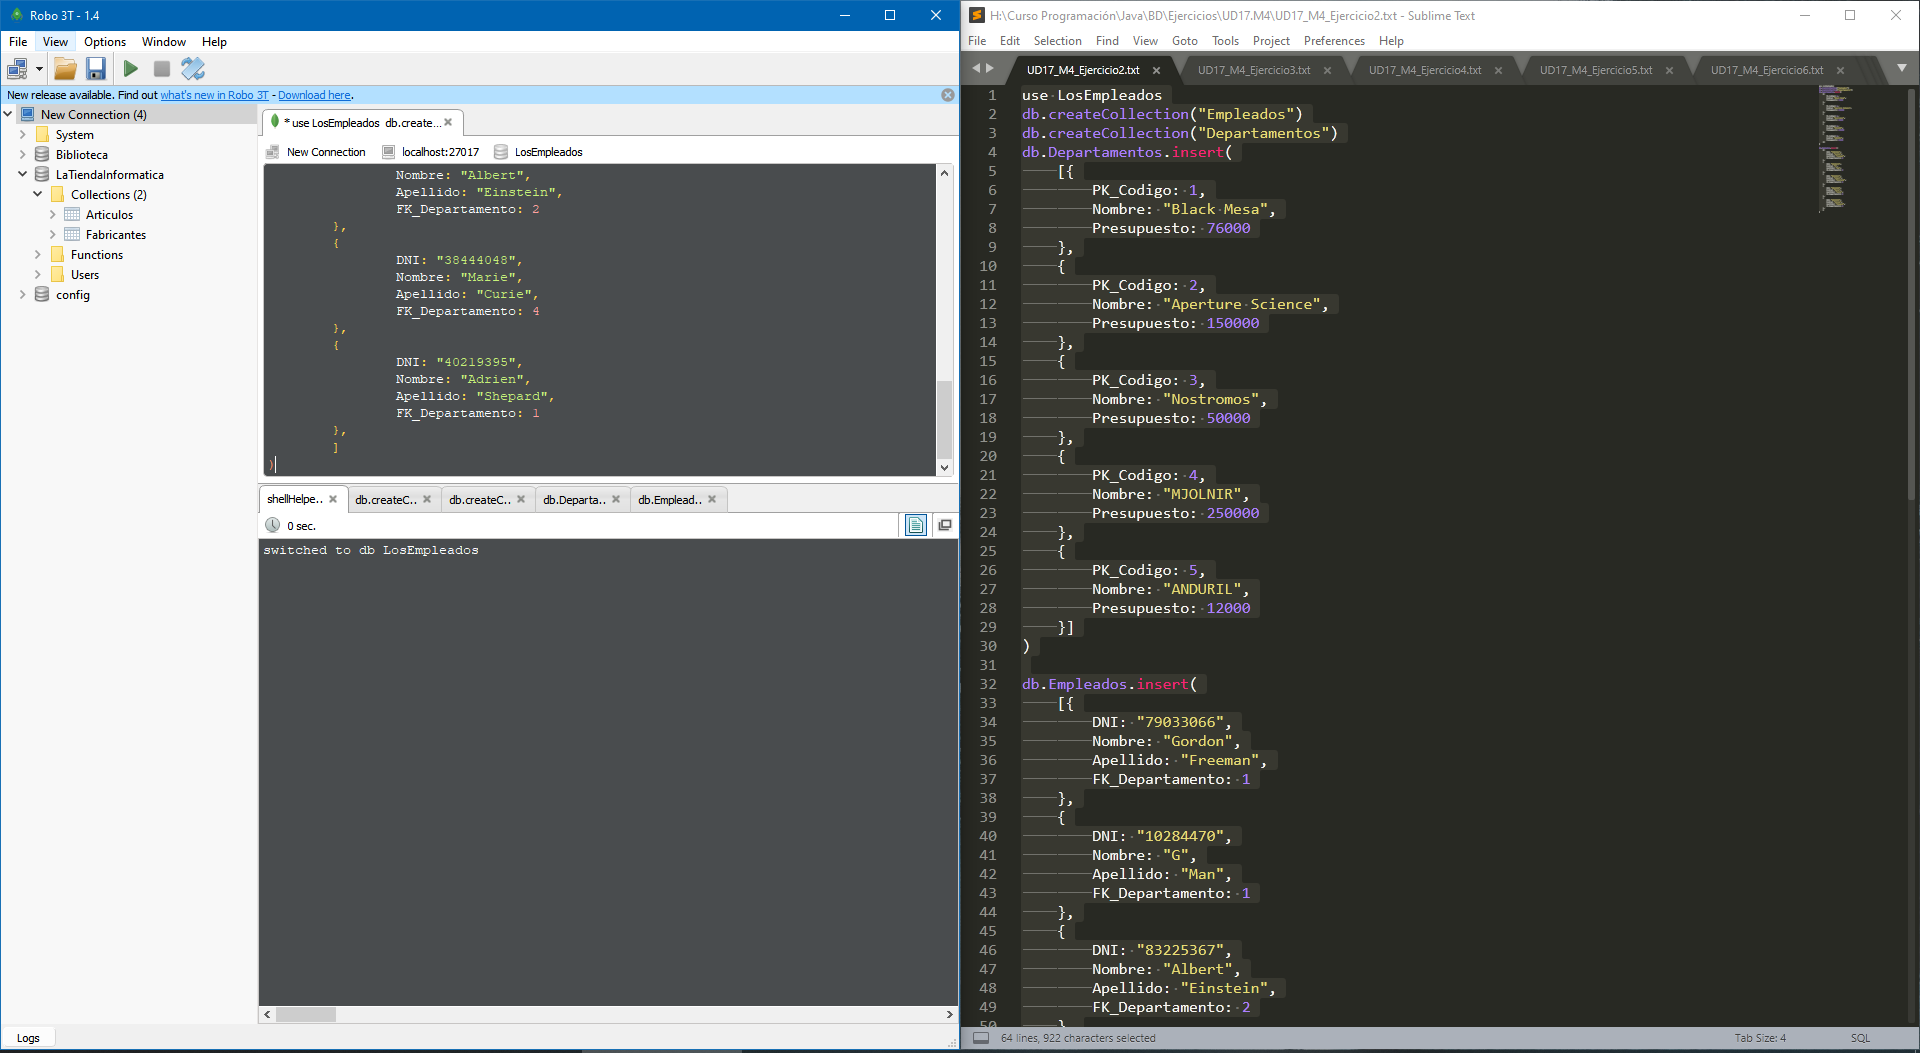 Robo 3T - 1.4
File View Options Window Help
New release available. Find out what's new in Robo 3T - Download here.
New Connection (4)
System
Biblioteca
LaTiendaInformatica
Collections (2)
Articulos
Fabricantes
Functions
Users
config
* use LosEmpleados db.create...
New Connection localhost:27017 LosEmpleados
Nombre: "Albert",
Apellido: "Einstein",
FK_Departamento: 2
},
{
DNI: "38444048",
Nombre: "Marie",
Apellido: "Curie",
FK_Departamento: 4
},
{
DNI: "40219395",
Nombre: "Adrien",
Apellido: "Shepard",
FK_Departamento: 1
},
]
)
shellHelpe.. db.createC.. db.createC.. db.Departa.. db.Emplead..
0 sec.
switched to db LosEmpleados
Logs
H:\Curso Programación\Java\BD\Ejercicios\UD17.M4\UD17_M4_Ejercicio2.txt - Sublime Text
File Edit Selection Find View Goto Tools Project Preferences Help
UD17_M4_Ejercicio2.txt UD17_M4_Ejercicio3.txt UD17_M4_Ejercicio4.txt UD17_M4_Ejercicio5.txt UD17_M4_Ejercicio6.txt
1 use LosEmpleados
2 db.createCollection("Empleados")
3 db.createCollection("Departamentos")
4 db.Departamentos.insert(
5 [{
6 PK_Codigo: 1,
7 Nombre: "Black Mesa",
8 Presupuesto: 76000
9 },
10 {
11 PK_Codigo: 2,
12 Nombre: "Aperture Science",
13 Presupuesto: 150000
14 },
15 {
16 PK_Codigo: 3,
17 Nombre: "Nostromos",
18 Presupuesto: 50000
19 },
20 {
21 PK_Codigo: 4,
22 Nombre: "MJOLNIR",
23 Presupuesto: 250000
24 },
25 {
26 PK_Codigo: 5,
27 Nombre: "ANDURIL",
28 Presupuesto: 12000
29 }]
30 )
31
32 db.Empleados.insert(
33 [{
34 DNI: "79033066",
35 Nombre: "Gordon",
36 Apellido: "Freeman",
37 FK_Departamento: 1
38 },
39 {
40 DNI: "10284470",
41 Nombre: "G",
42 Apellido: "Man",
43 FK_Departamento: 1
44 },
45 {
46 DNI: "83225367",
47 Nombre: "Albert",
48 Apellido: "Einstein",
49 FK_Departamento: 2
50 }
64 lines, 922 characters selected Tab Size: 4 SQL